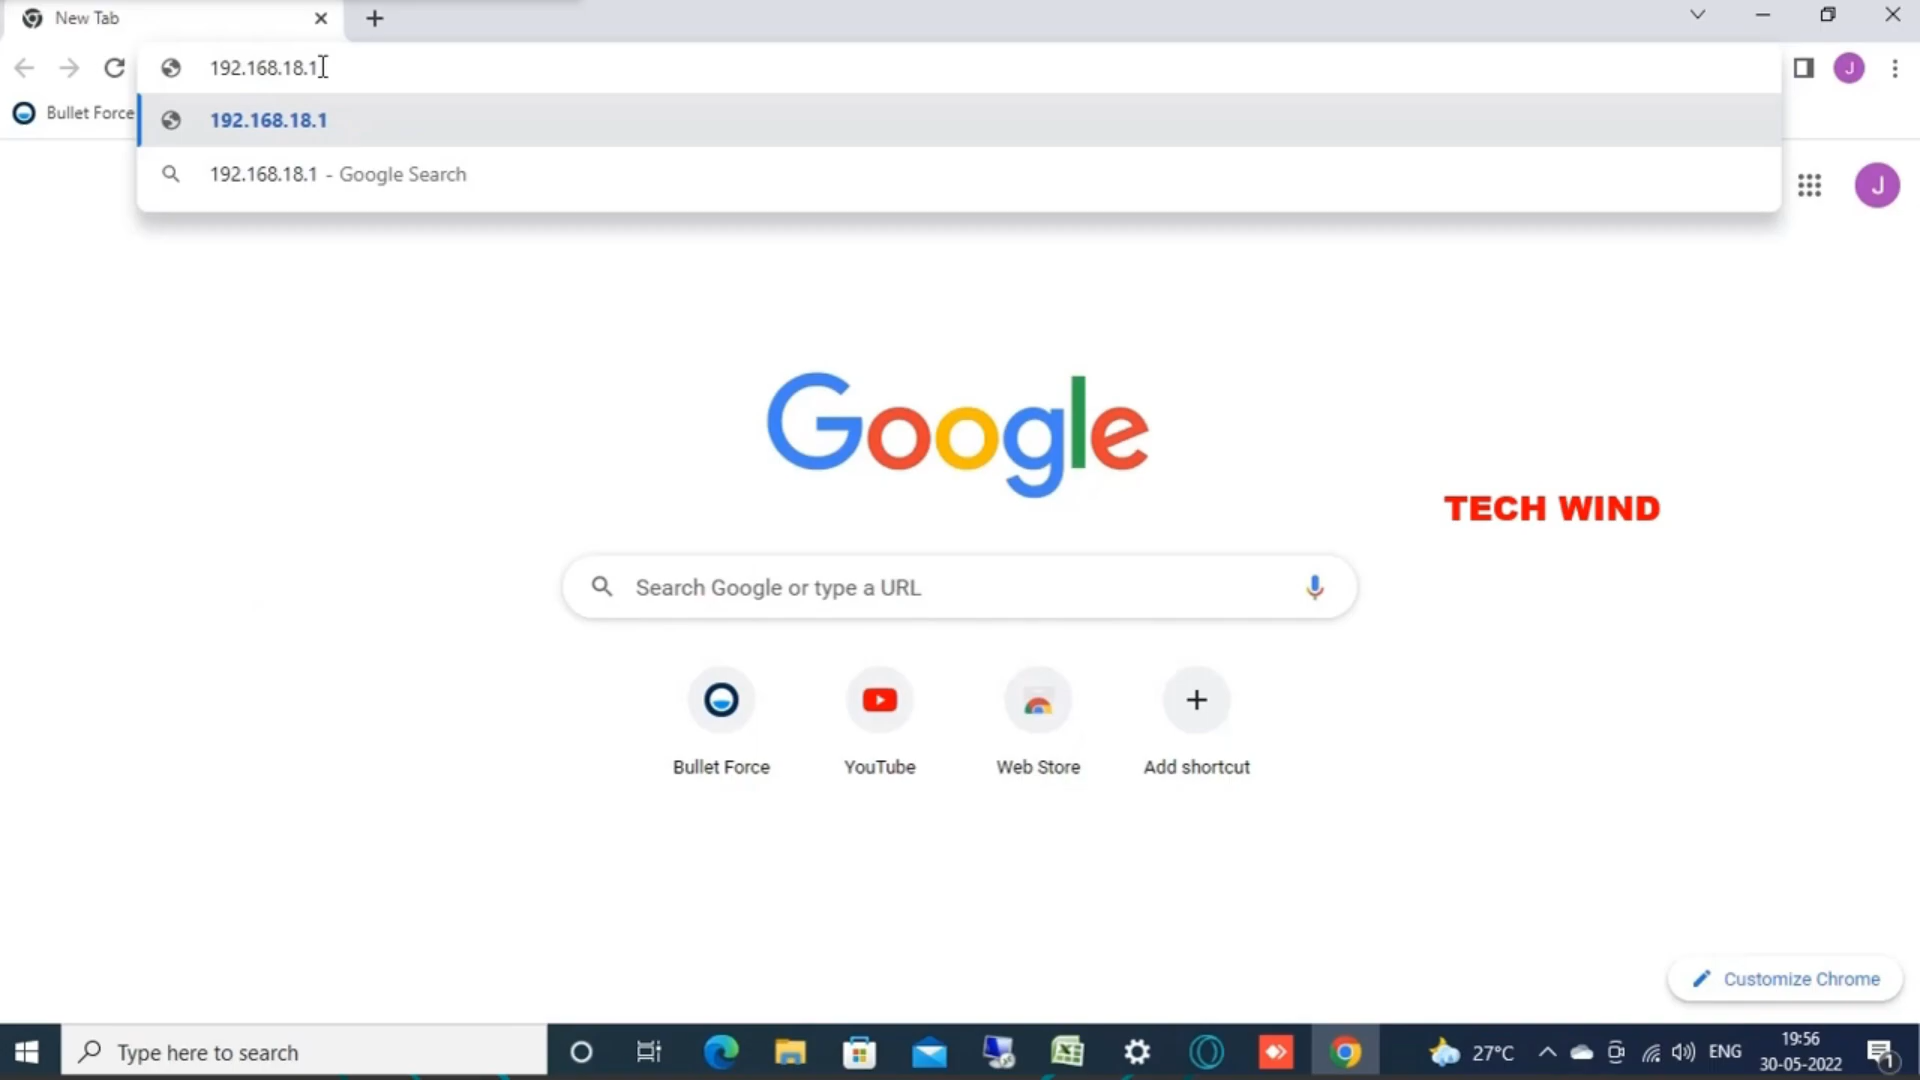 New Tab
192.168.18.1
Bullet Force
192.168.18.1
192.168.18.1 - Google Search
J
J
Google
TECH WIND
Search Google or type a URL
Bullet Force
YouTube
Web Store
Add shortcut
Customize Chrome
Type here to search
27°C
ENG
19:56
30-05-2022
1